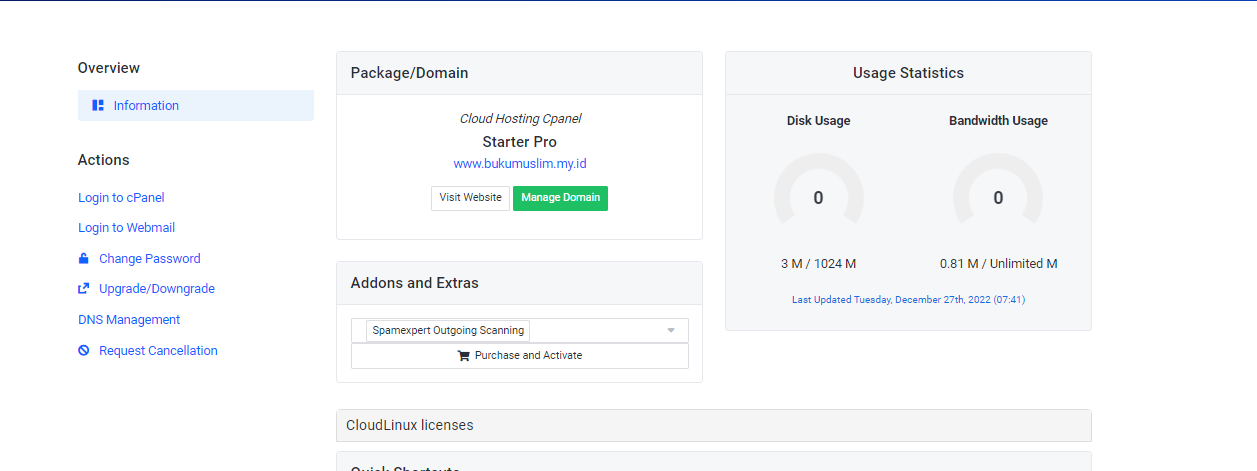 Overview
Information
Actions
Login to cPanel
Login to Webmail
Change Password
Upgrade/Downgrade
DNS Management
Request Cancellation
Package/Domain
Cloud Hosting Cpanel
Starter Pro
www.bukumuslim.my.id
Visit Website Manage Domain
Addons and Extras
Spamexpert Outgoing Scanning
Purchase and Activate
Usage Statistics
Disk Usage Bandwidth Usage
0 0
3 M / 1024 M 0.81 M / Unlimited M
Last Updated Tuesday, December 27th, 2022 (07:41)
CloudLinux licenses
Quick Shortcuts